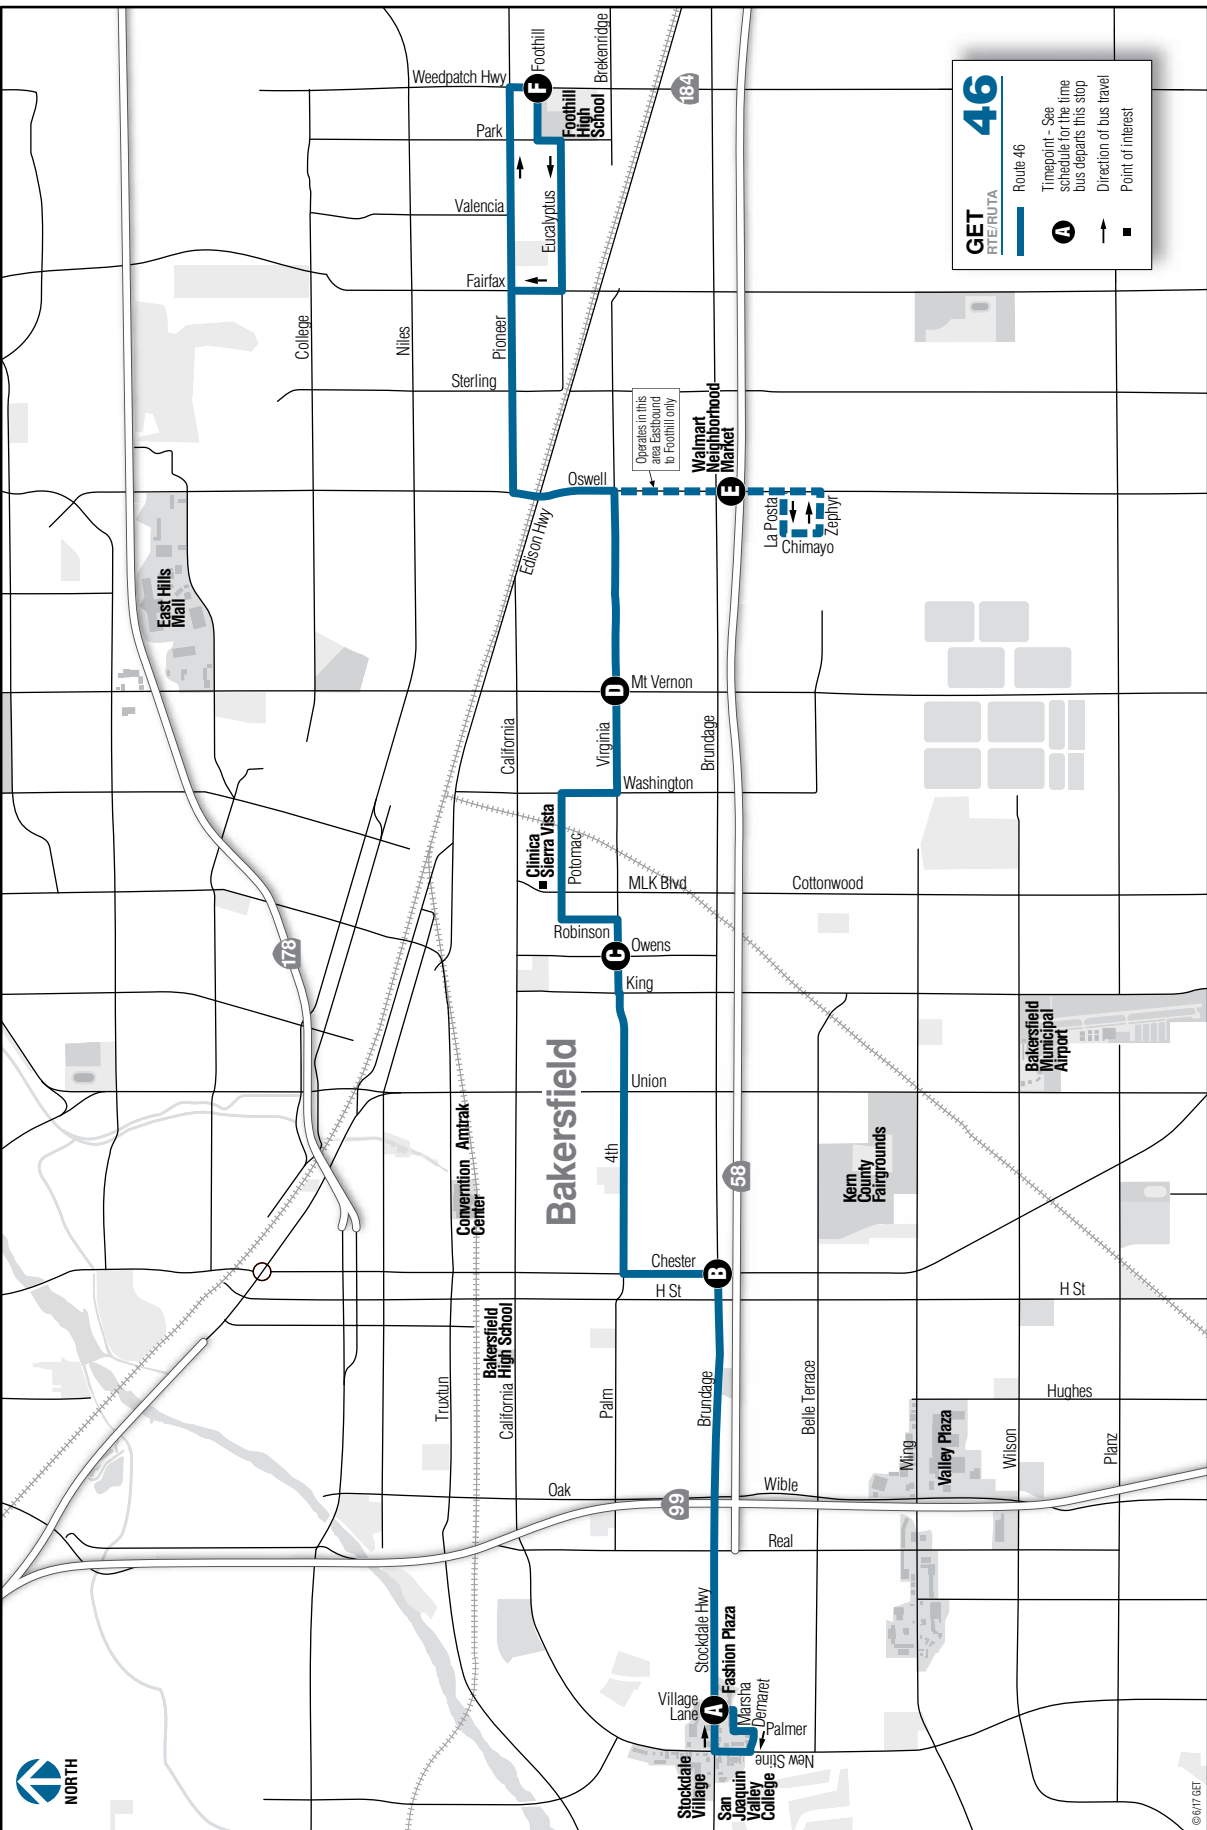 NORTH
GET 46
RTE/RUTA
Route 46
A
Timepoint - See
schedule for the time
bus departs this stop
Direction of bus travel
Point of interest
Weedpatch Hwy
F
Foothill
Brekenridge
184
Park
Foothill
High
School
Valencia
Eucalyptus
Fairfax
College
Niles
Pioneer
Sterling
Operates in this
area Eastbound
to Foothill only
Walmart
Neighborhood
Market
Oswell
E
Edison Hwy
La Posta
Zephyr
Chimayo
East Hills
Mall
D
Mt Vernon
California
Virginia
Brundage
Washington
Clinica
Sierra Vista
Potomac
MLK Blvd
Cottonwood
Robinson
178
C
Owens
King
Bakersfield
Bakersfield
Municipal
Airport
Union
Amtrak
Converntion
Center
4th
58
Kern
County
Fairgrounds
Chester
B
H St
H St
Bakersfield
High School
Truxtun
California
Palm
Brundage
Belle Terrace
Hughes
Ming
Valley Plaza
Wilson
Planz
Oak
99
Wible
Real
Stockdale Hwy
Fashion Plaza
Village
Lane
A
Marsha
Demaret
Palmer
New Stine
Stockdale
Village
San
Joaquin
Valley
College
©6/17 GET